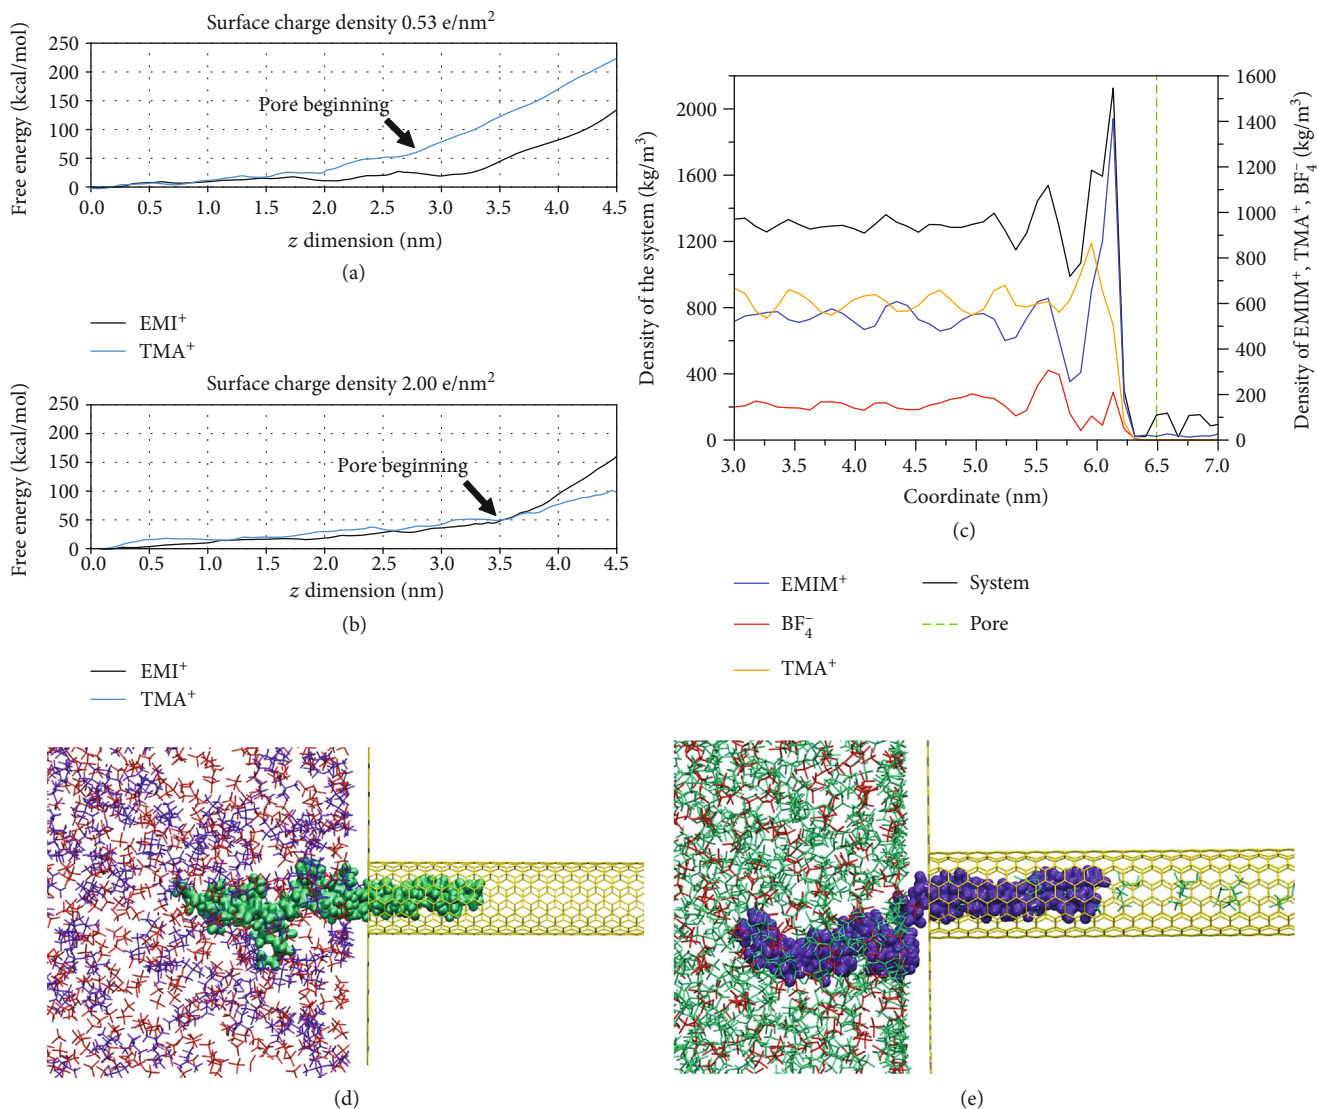 Surface charge density 0.53 e/nm²
Free energy (kcal/mol)
250
200
150
100
50
0
Pore beginning
0.0 0.5 1.0 1.5 2.0 2.5 3.0 3.5 4.0 4.5
z dimension (nm)
(a)
EMI⁺
TMA⁺
Surface charge density 2.00 e/nm²
Free energy (kcal/mol)
250
200
150
100
50
0
Pore beginning
0.0 0.5 1.0 1.5 2.0 2.5 3.0 3.5 4.0 4.5
z dimension (nm)
(b)
EMI⁺
TMA⁺
Density of the system (kg/m³)
2000
1600
1200
800
400
0
3.0 3.5 4.0 4.5 5.0 5.5 6.0 6.5 7.0
Coordinate (nm)
1600
1400
1200
1000
800
600
400
200
0
Density of EMIM⁺, TMA⁺, BF₄⁻ (kg/m³)
(c)
EMIM⁺
BF₄⁻
TMA⁺
System
Pore
(d)
(e)